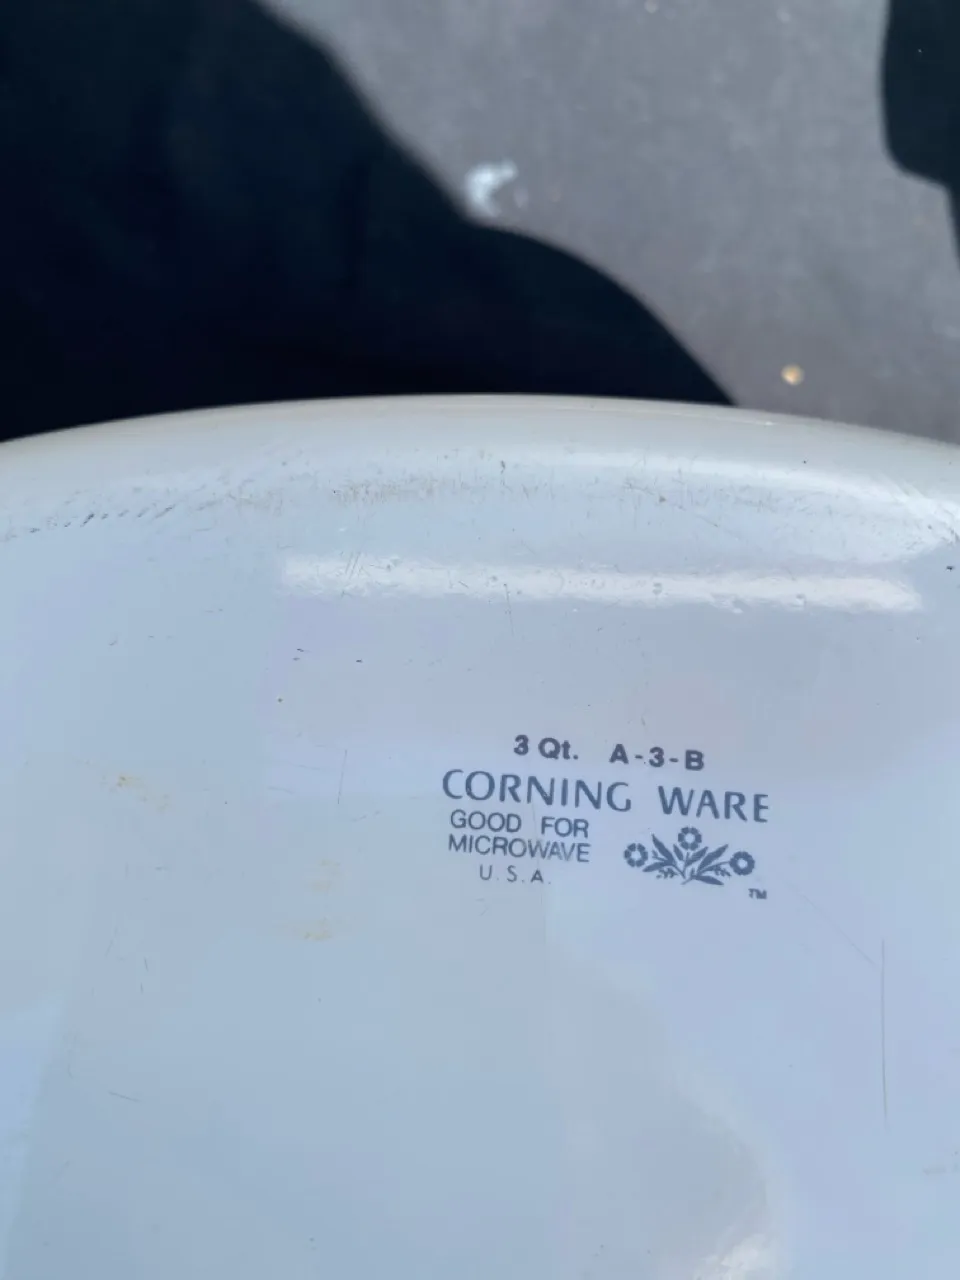 3 Qt. A-3-B
CORNING WARE
GOOD FOR
MICROWAVE
U.S.A.
TM